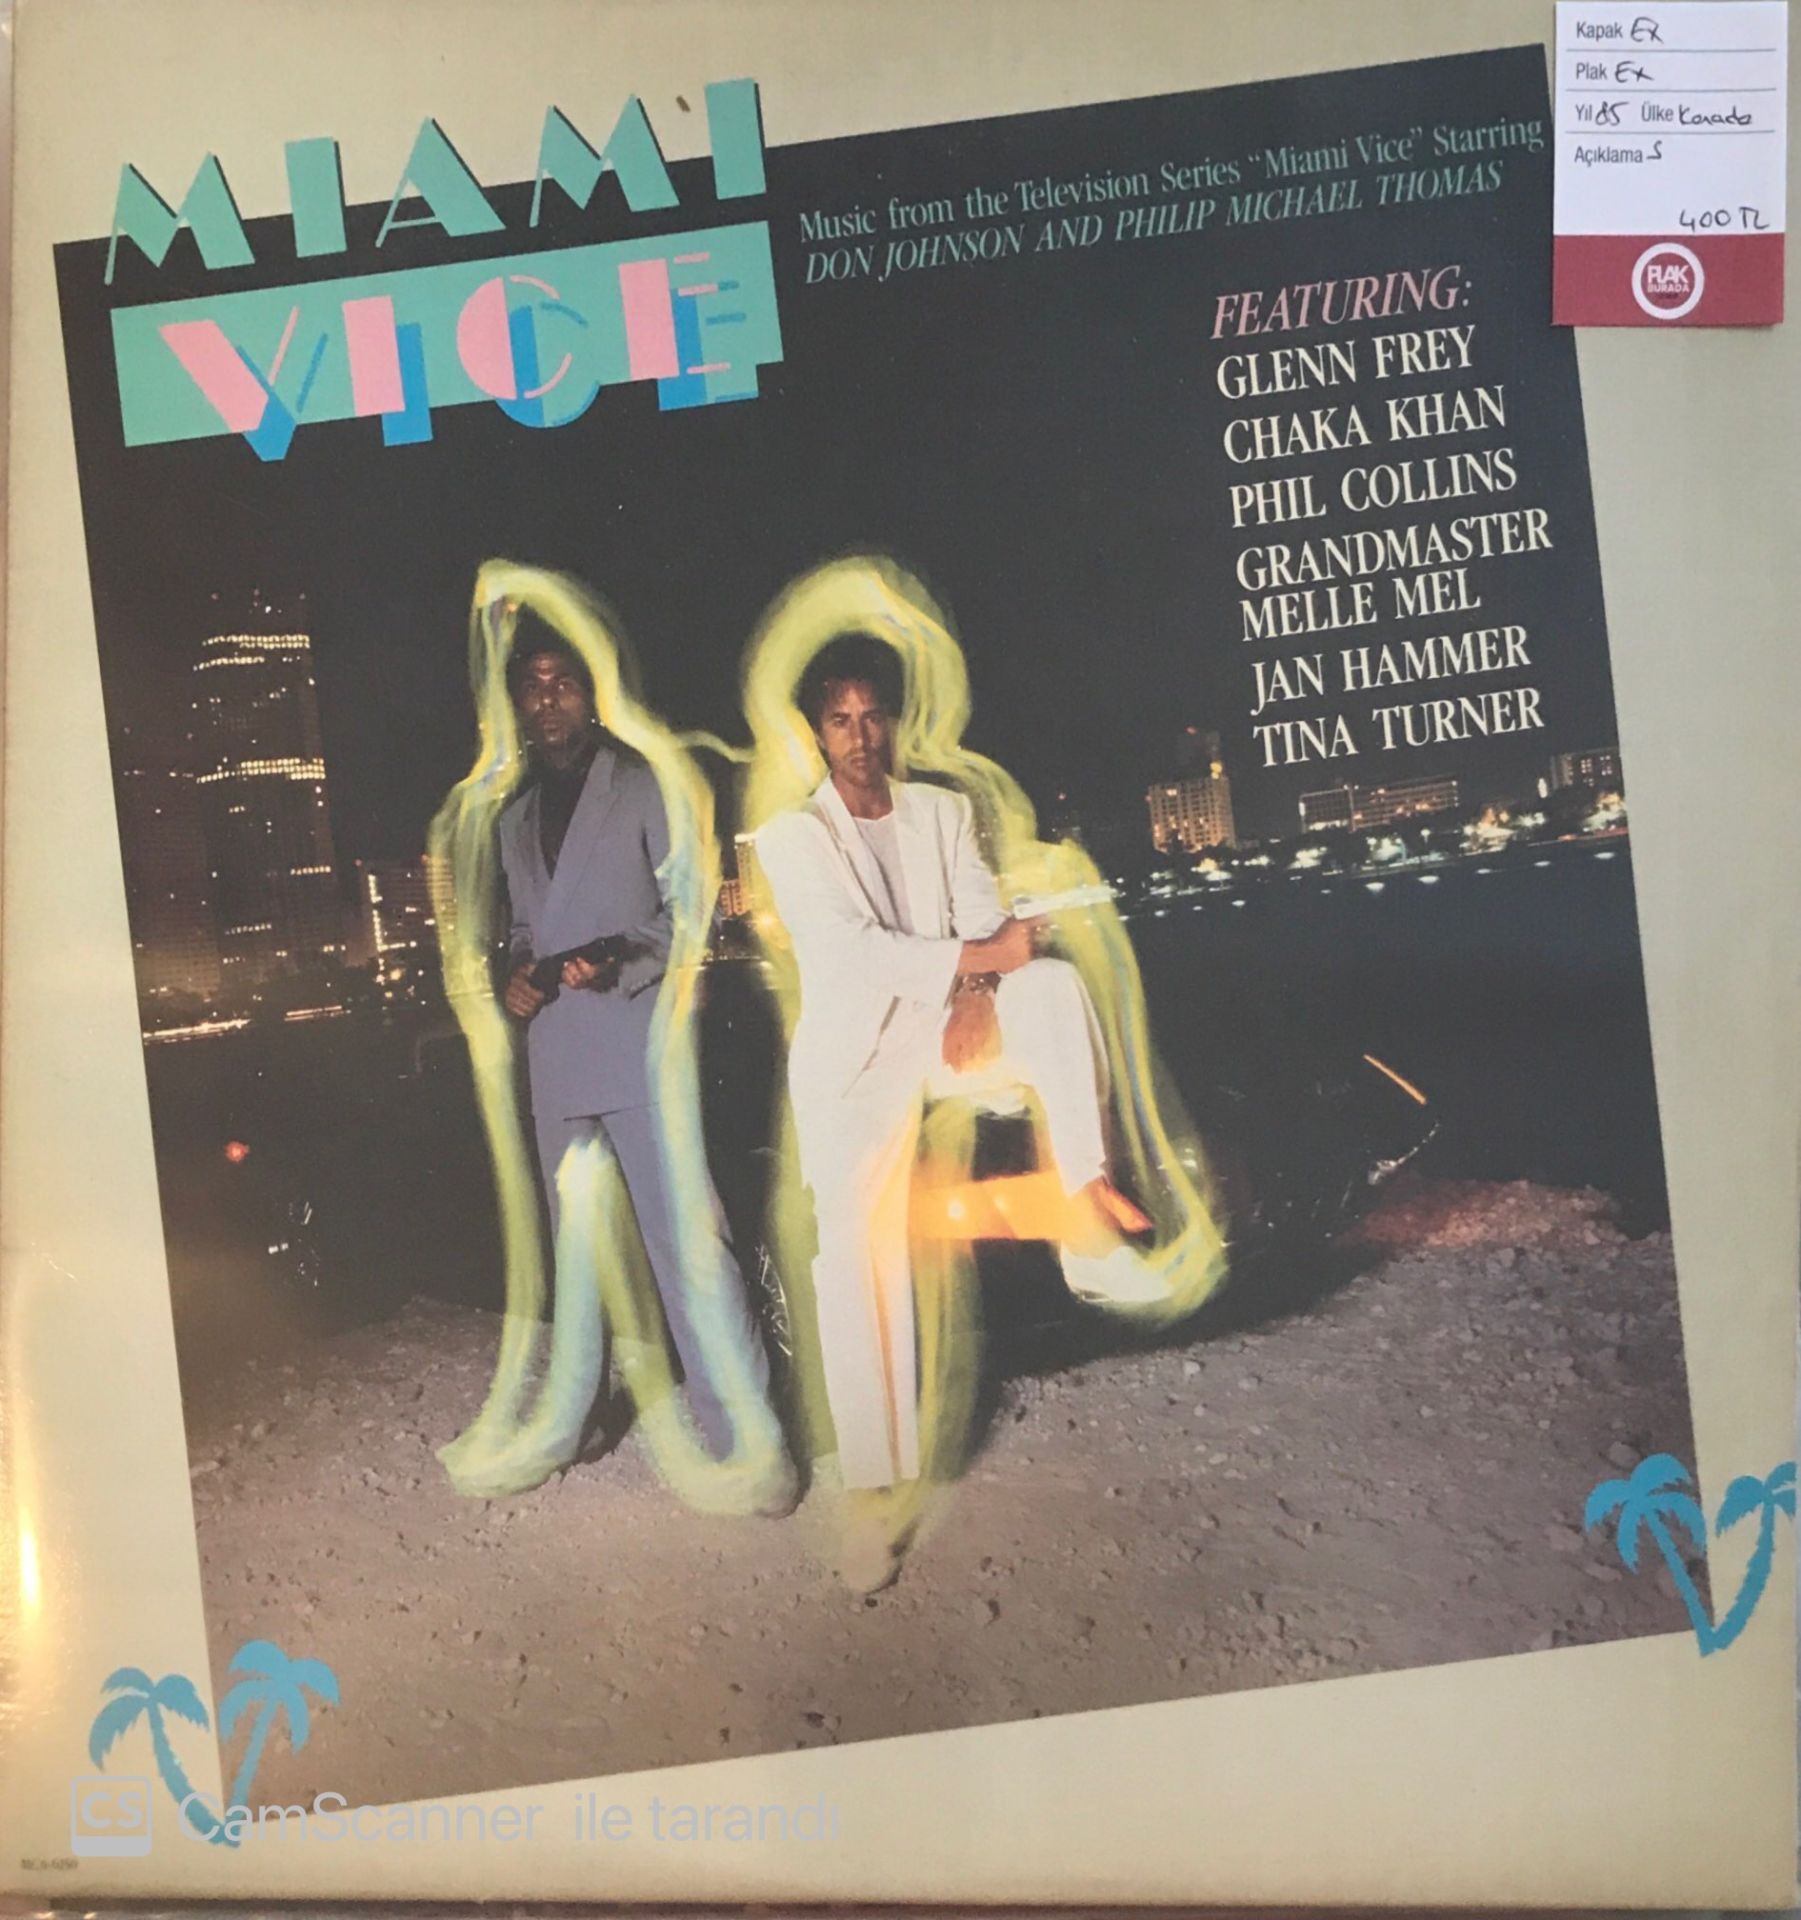 MIAMI
VICE
Music from the Television Series "Miami Vice" Starring
DON JOHNSON AND PHILIP MICHAEL THOMAS
FEATURING:
GLENN FREY
CHAKA KHAN
PHIL COLLINS
GRANDMASTER
MELLE MEL
JAN HAMMER
TINA TURNER
Kapak EX
Plak EX
Yıl 85 Ülke Kanada
Açıklama S
400 TL
PLAK
BURADA
CS CamScanner ile tarandı